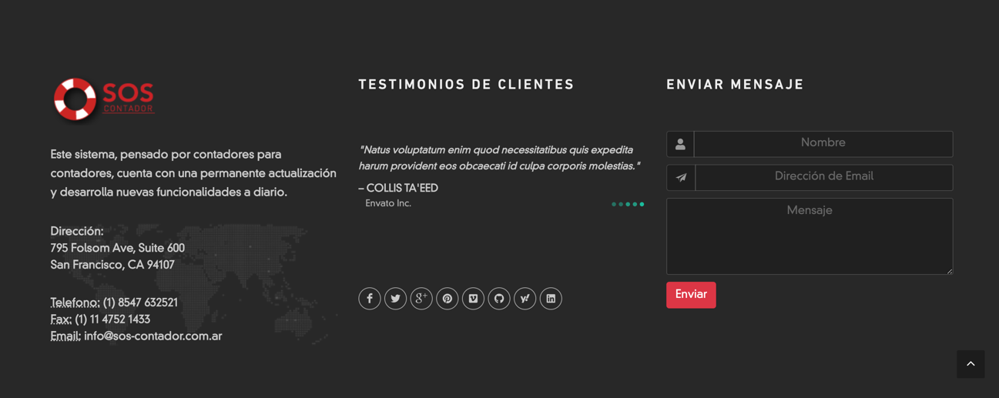 SOS
CONTADOR
Este sistema, pensado por contadores para
contadores, cuenta con una permanente actualización
y desarrolla nuevas funcionalidades a diario.
Dirección:
795 Folsom Ave, Suite 600
San Francisco, CA 94107
Telefono: (1) 8547 632521
Fax: (1) 11 4752 1433
Email: info@sos-contador.com.ar
TESTIMONIOS DE CLIENTES
"Natus voluptatum enim quod necessitatibus quis expedita
harum provident eos obcaecati id culpa corporis molestias."
– COLLIS TA'EED
Envato Inc.
ENVIAR MENSAJE
Nombre
Dirección de Email
Mensaje
Enviar